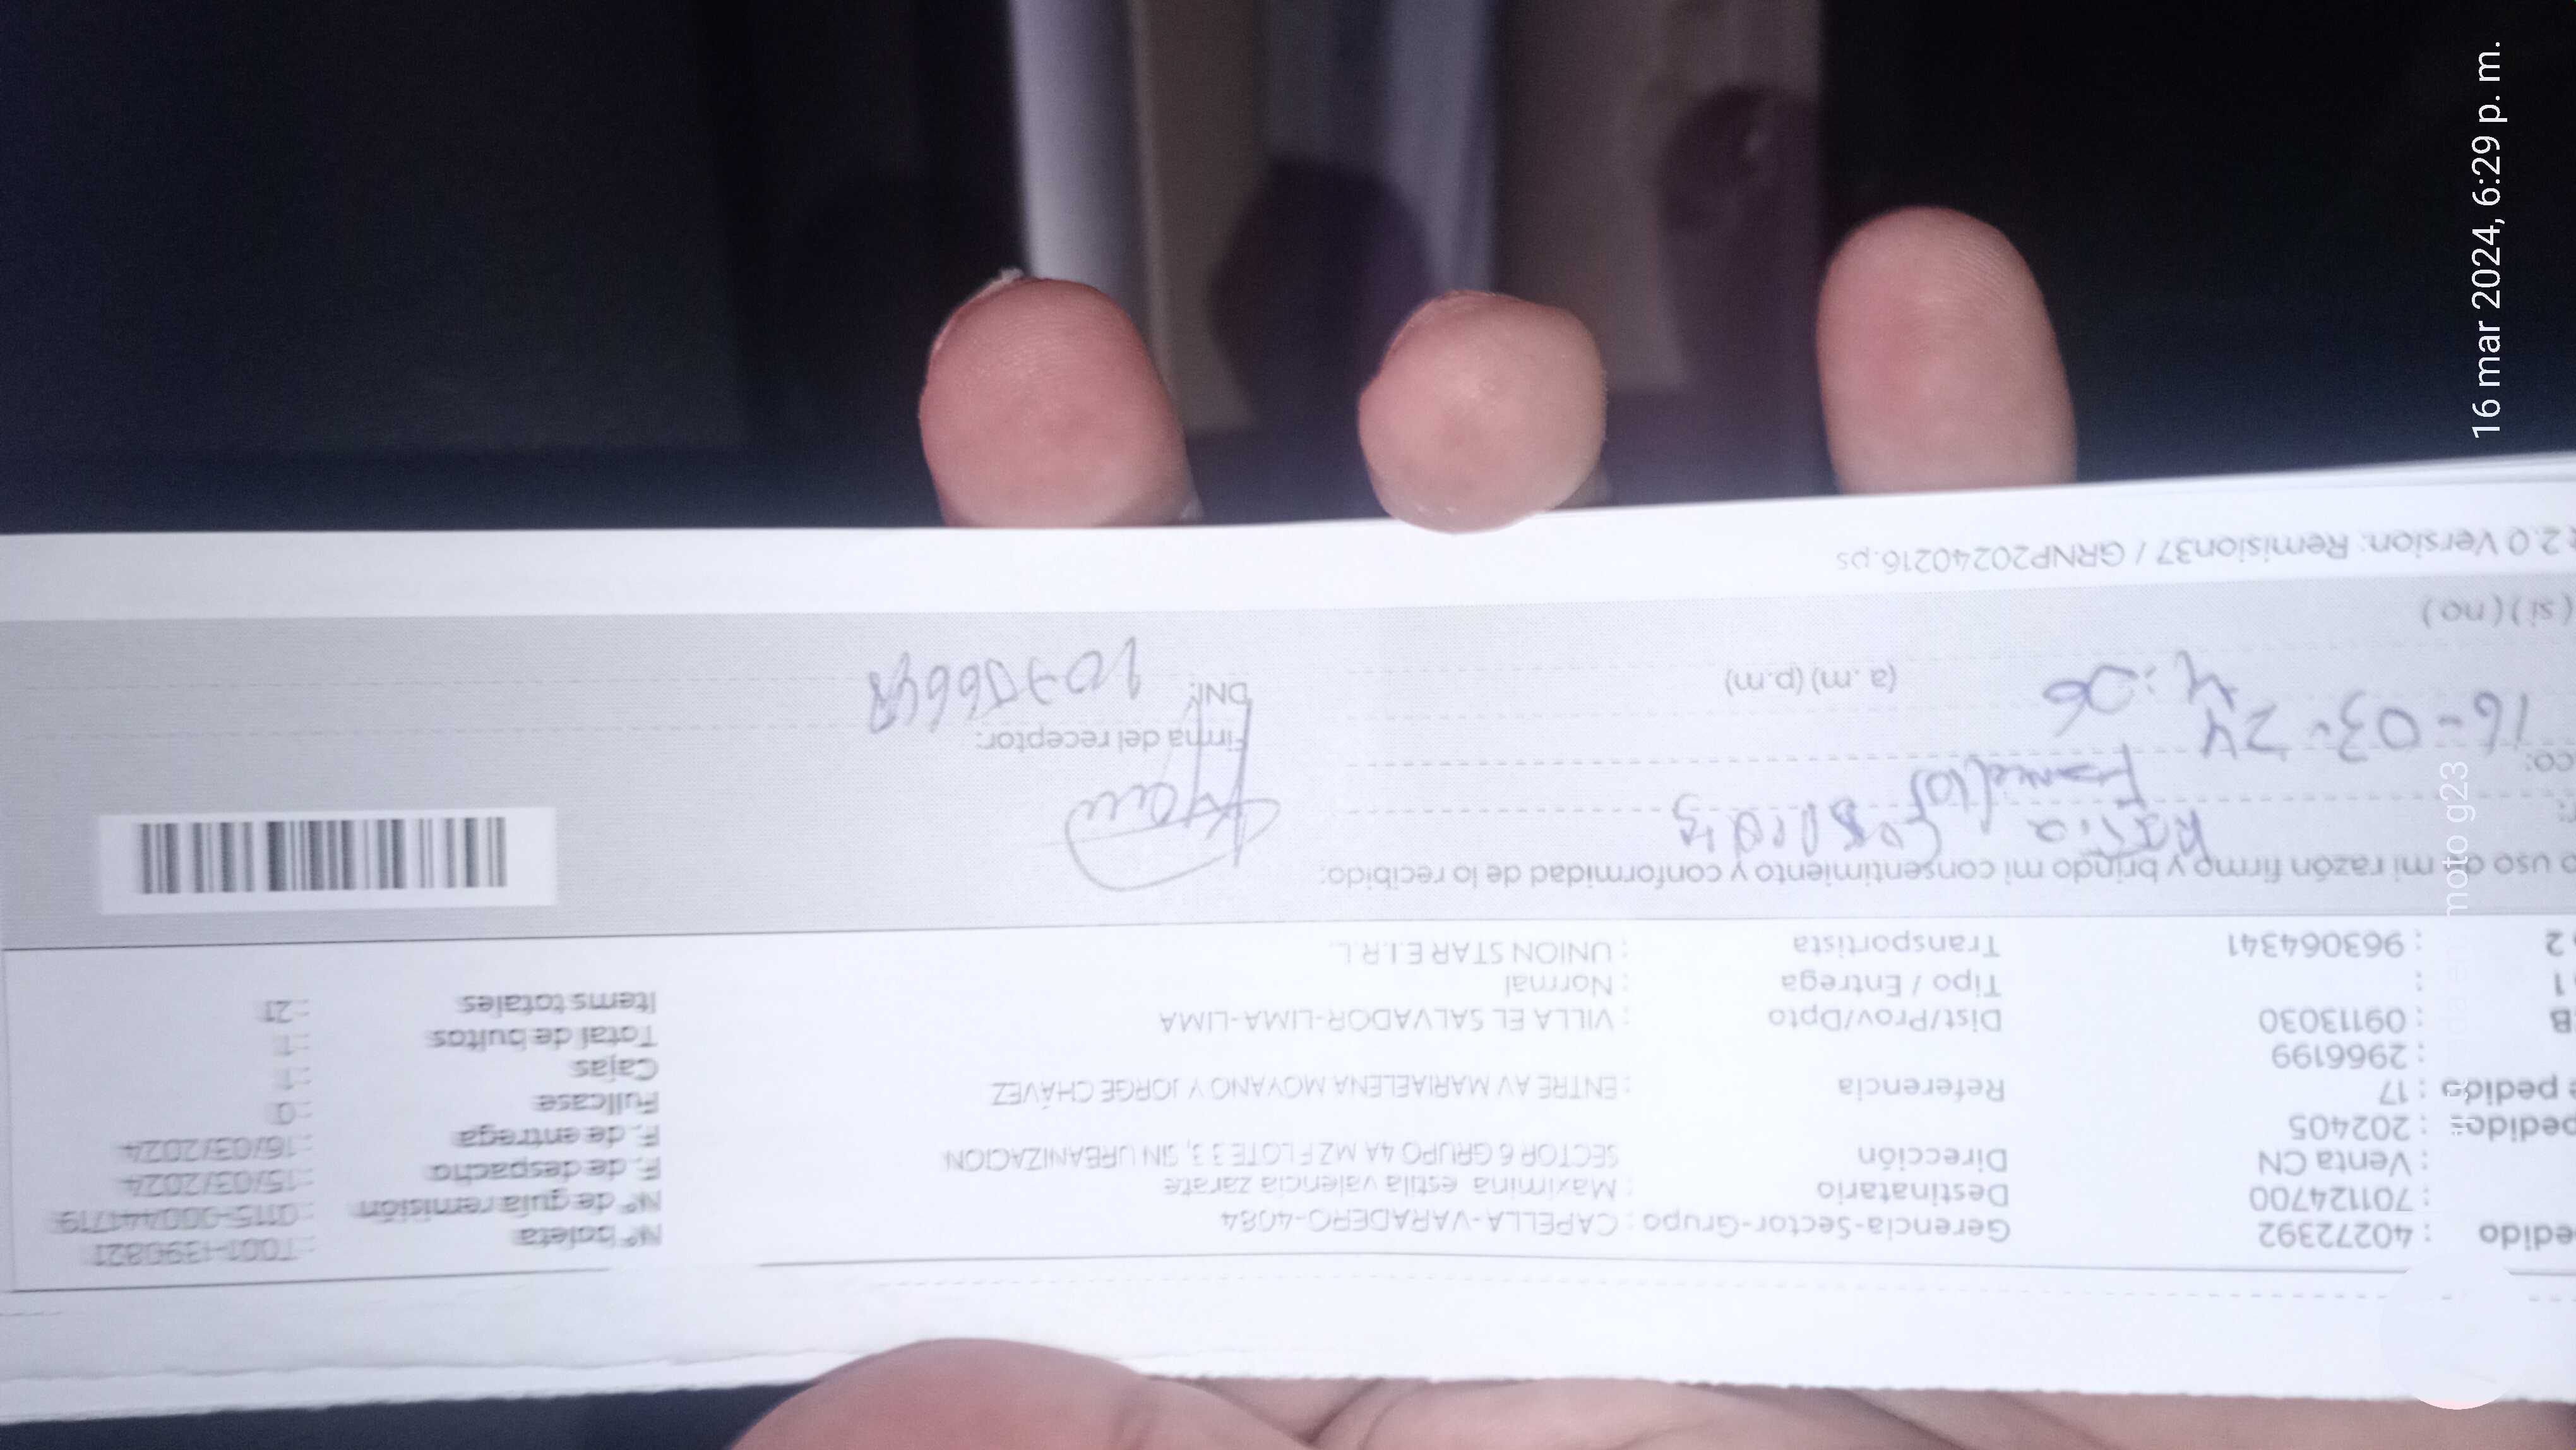 edido : 40272392 Gerencia-Sector-Grupo : CAPELLA-VARADERO-4084 N° boleta : T001-1390821
: 701124700 Destinatario : Maximina estila valencia zarate N° de guía remisión : 0115-000444719
: Venta CN Dirección SECTOR 6 GRUPO 4A MZ F LOTE 3 3, SIN URBANIZACION F. de despacho : 15/03/2024
pedido : 202405 F. de entrega : 16/03/2024
e pedido : 17 Referencia : ENTRE AV MARIAELENA MOYANO Y JORGE CHÁVEZ Fullcase : 0
: 2966199 Cajas : 1
B : 09113030 Dist/Prov/Dpto : VILLA EL SALVADOR-LIMA-LIMA Total de bultos : 1
1 : Tipo / Entrega : Normal Items totales : 21
2 : 963064341 Transportista : UNION STAR E.I.R.L.
o uso de mi razón firmo y brindo mi consentimiento y conformidad de lo recibido:
Katia
co:
16-03-24 Firma del receptor:
4:06 (a.m) (p.m) DNI:
(si) (no)
2.0 Version: Remision37 / GRNP20240216.ps
16 mar 2024, 6:29 p. m.
moto g23